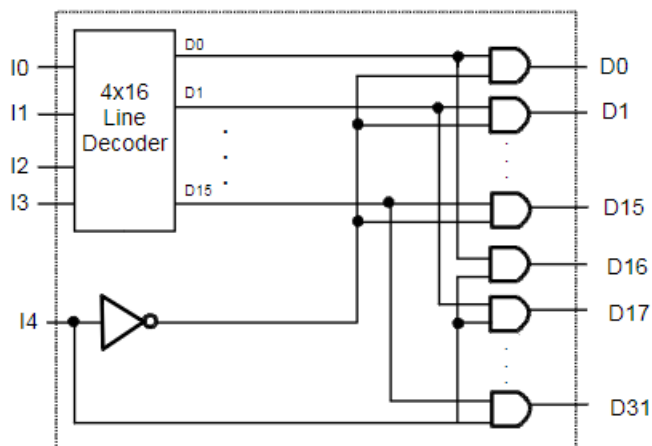 I0
I1
I2
I3
I4
4x16
Line
Decoder
D0
D1
D15
D0
D1
D15
D16
D17
D31